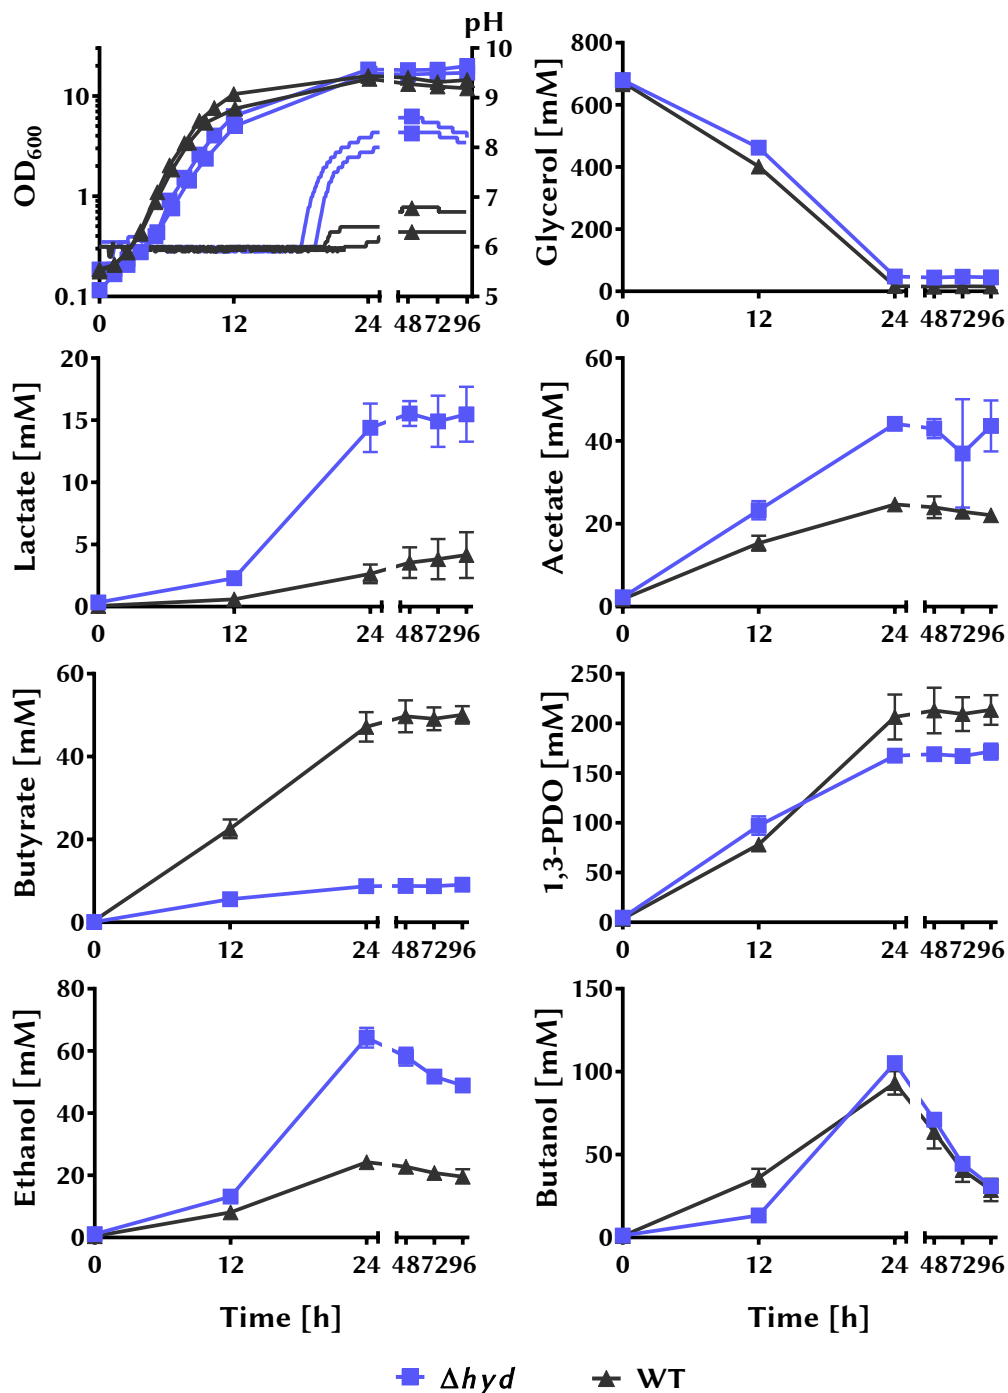 pH
OD600
10
1
0.1
10
9
8
7
6
5
0 12 24 48 72 96
Glycerol [mM]
800
600
400
200
0
0 12 24 48 72 96
Lactate [mM]
20
15
10
5
0
0 12 24 48 72 96
Acetate [mM]
60
40
20
0
0 12 24 48 72 96
Butyrate [mM]
60
40
20
0
0 12 24 48 72 96
1,3-PDO [mM]
250
200
150
100
50
0
0 12 24 48 72 96
Ethanol [mM]
80
60
40
20
0
0 12 24 48 72 96
Time [h]
Butanol [mM]
150
100
50
0
0 12 24 48 72 96
Time [h]
Δhyd WT